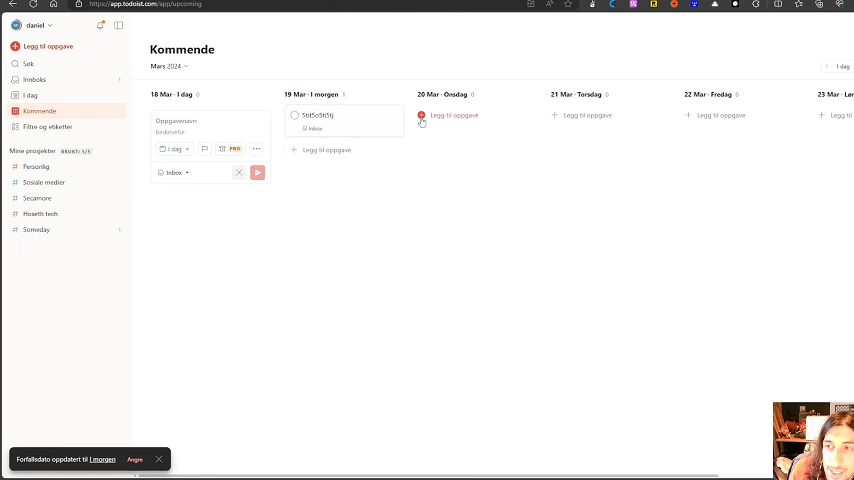 https://app.todoist.com/app/upcoming
daniel
Legg til oppgave
Søk
Innboks 1
I dag
Kommende
Filtre og etiketter
Mine prosjekter BRUKT: 5/5
# Personlig
# Sosiale medier
# Secamore
# Hoseth tech
# Someday 1
Kommende
Mars 2024
I dag
18 Mar · I dag 0
19 Mar · I morgen 1
20 Mar · Onsdag 0
21 Mar · Torsdag 0
22 Mar · Fredag 0
23 Mar · Lør
Oppgavenavn
Beskrivelse
I dag
PRO
Inbox
5tit5o5ti5tj
Inbox
Legg til oppgave
Legg til oppgave
Legg til oppgave
Legg til oppgave
Legg til
Forfallsdato oppdatert til I morgen
Angre